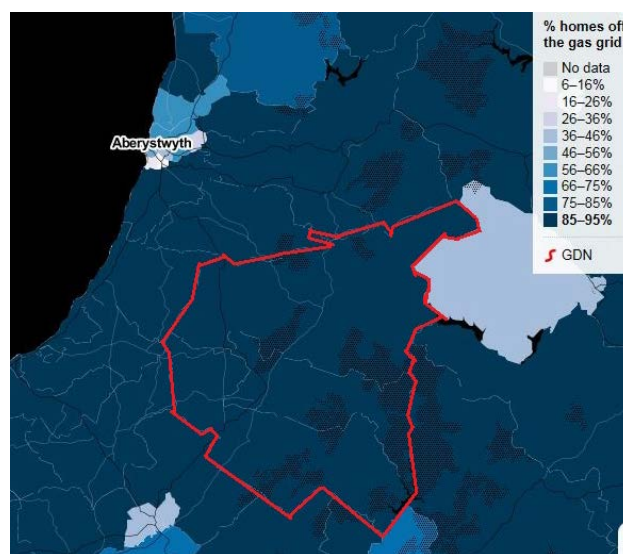 % homes off
the gas grid
No data
6–16%
16–26%
26–36%
36–46%
46–56%
56–66%
66–75%
75–85%
85–95%
GDN
Aberystwyth